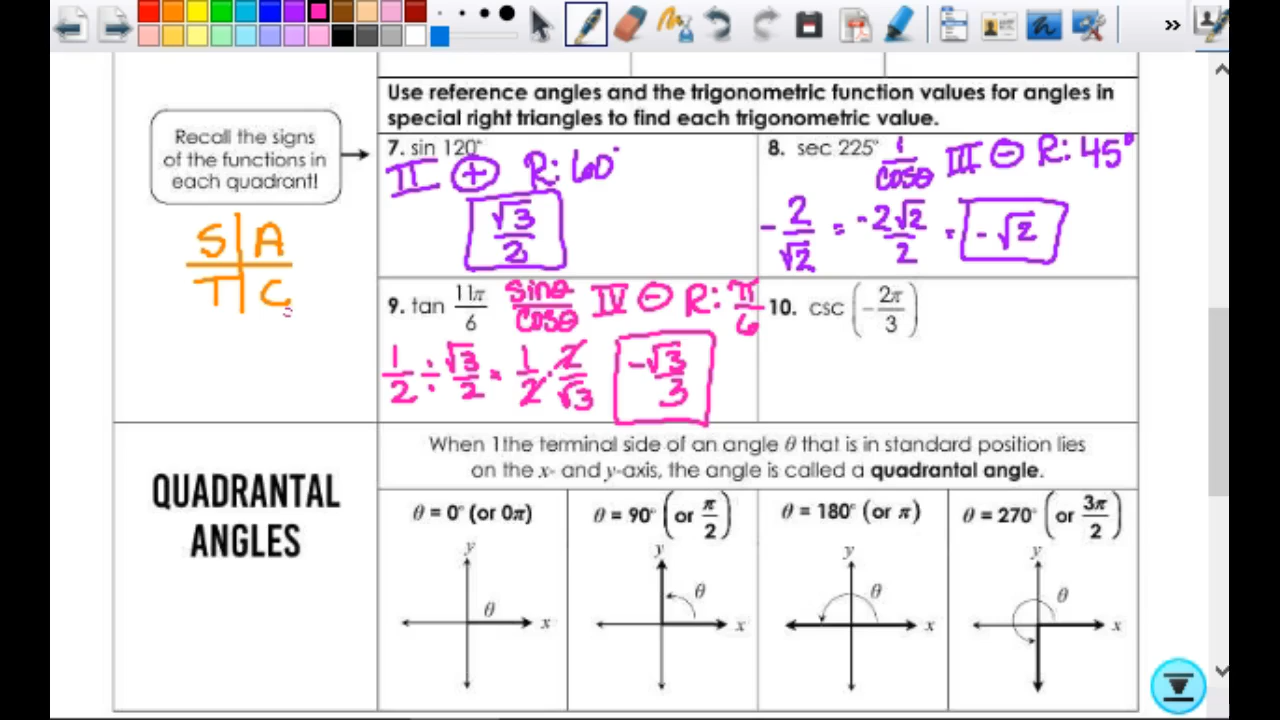 »
Use reference angles and the trigonometric function values for angles in
special right triangles to find each trigonometric value.
Recall the signs
of the functions in
each quadrant!
S A
T C
7. sin 120°
II + R: 60°
√3/2
8. sec 225° 1/cosθ III − R: 45°
-2/√2 = -2√2/2 = -√2
9. tan 11π/6 sinθ/cosθ IV − R: π/6
1/2 ÷ √3/2 = 1/2 · 2/√3 -√3/3
10. csc (-2π/3)
QUADRANTAL
ANGLES
When 1the terminal side of an angle θ that is in standard position lies
on the x- and y-axis, the angle is called a quadrantal angle.
θ = 0° (or 0π)
y
θ
x
θ = 90° (or π/2)
y
θ
x
θ = 180° (or π)
y
θ
x
θ = 270° (or 3π/2)
y
θ
x